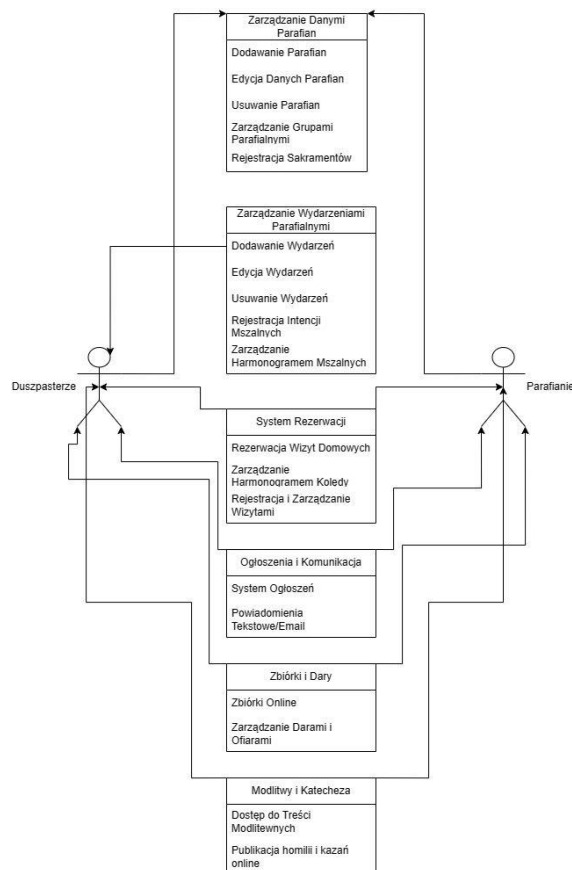 Zarządzanie Danymi
Parafian
Dodawanie Parafian
Edycja Danych Parafian
Usuwanie Parafian
Zarządzanie Grupami
Parafialnymi
Rejestracja Sakramentów
Zarządzanie Wydarzeniami
Parafialnymi
Dodawanie Wydarzeń
Edycja Wydarzeń
Usuwanie Wydarzeń
Rejestracja Intencji
Mszalnych
Zarządzanie
Harmonogramem Mszalnych
Duszpasterze
Parafianie
System Rezerwacji
Rezerwacja Wizyt Domowych
Zarządzanie
Harmonogramem Kolędy
Rejestracja i Zarządzanie
Wizytami
Ogłoszenia i Komunikacja
System Ogłoszeń
Powiadomienia
Tekstowe/Email
Zbiórki i Dary
Zbiórki Online
Zarządzanie Darami i
Ofiarami
Modlitwy i Katecheza
Dostęp do Treści
Modlitewnych
Publikacja homilii i kazań
online